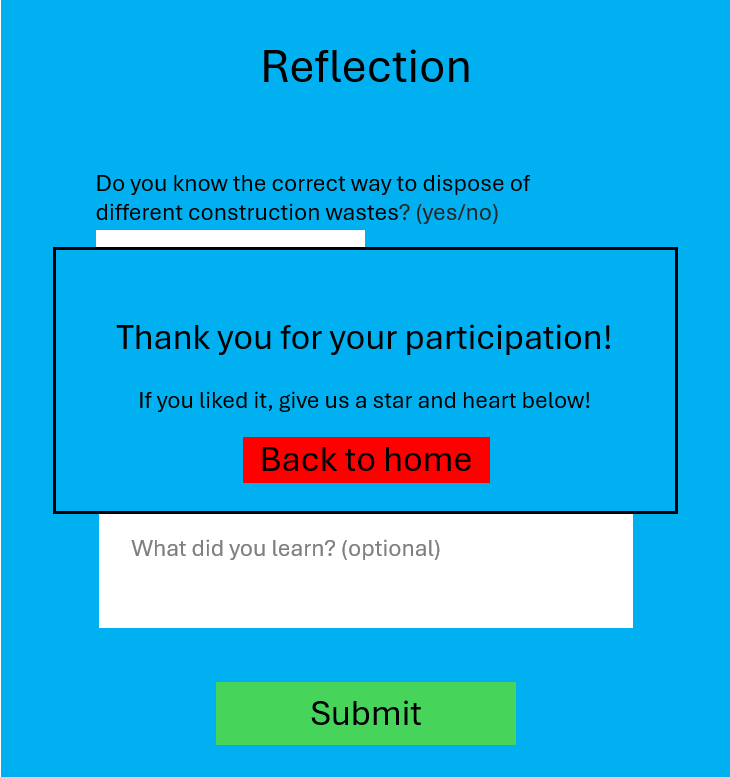 Reflection
Do you know the correct way to dispose of
different construction wastes? (yes/no)
Thank you for your participation!
If you liked it, give us a star and heart below!
Back to home
What did you learn? (optional)
Submit